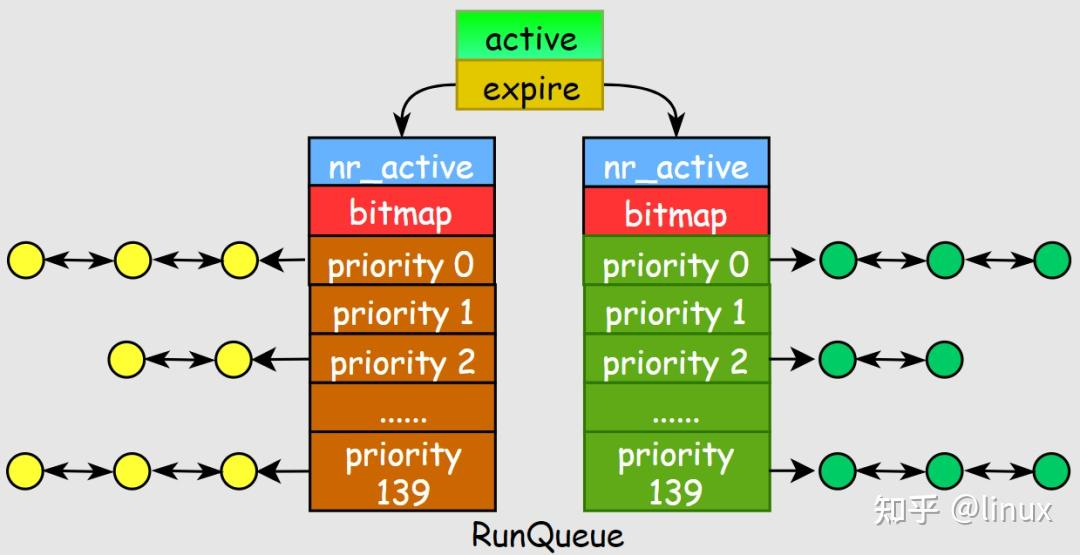 active
expire
nr_active
bitmap
priority 0
priority 1
priority 2
......
priority
139
nr_active
bitmap
priority 0
priority 1
priority 2
......
priority
139
RunQueue
知乎 @linux